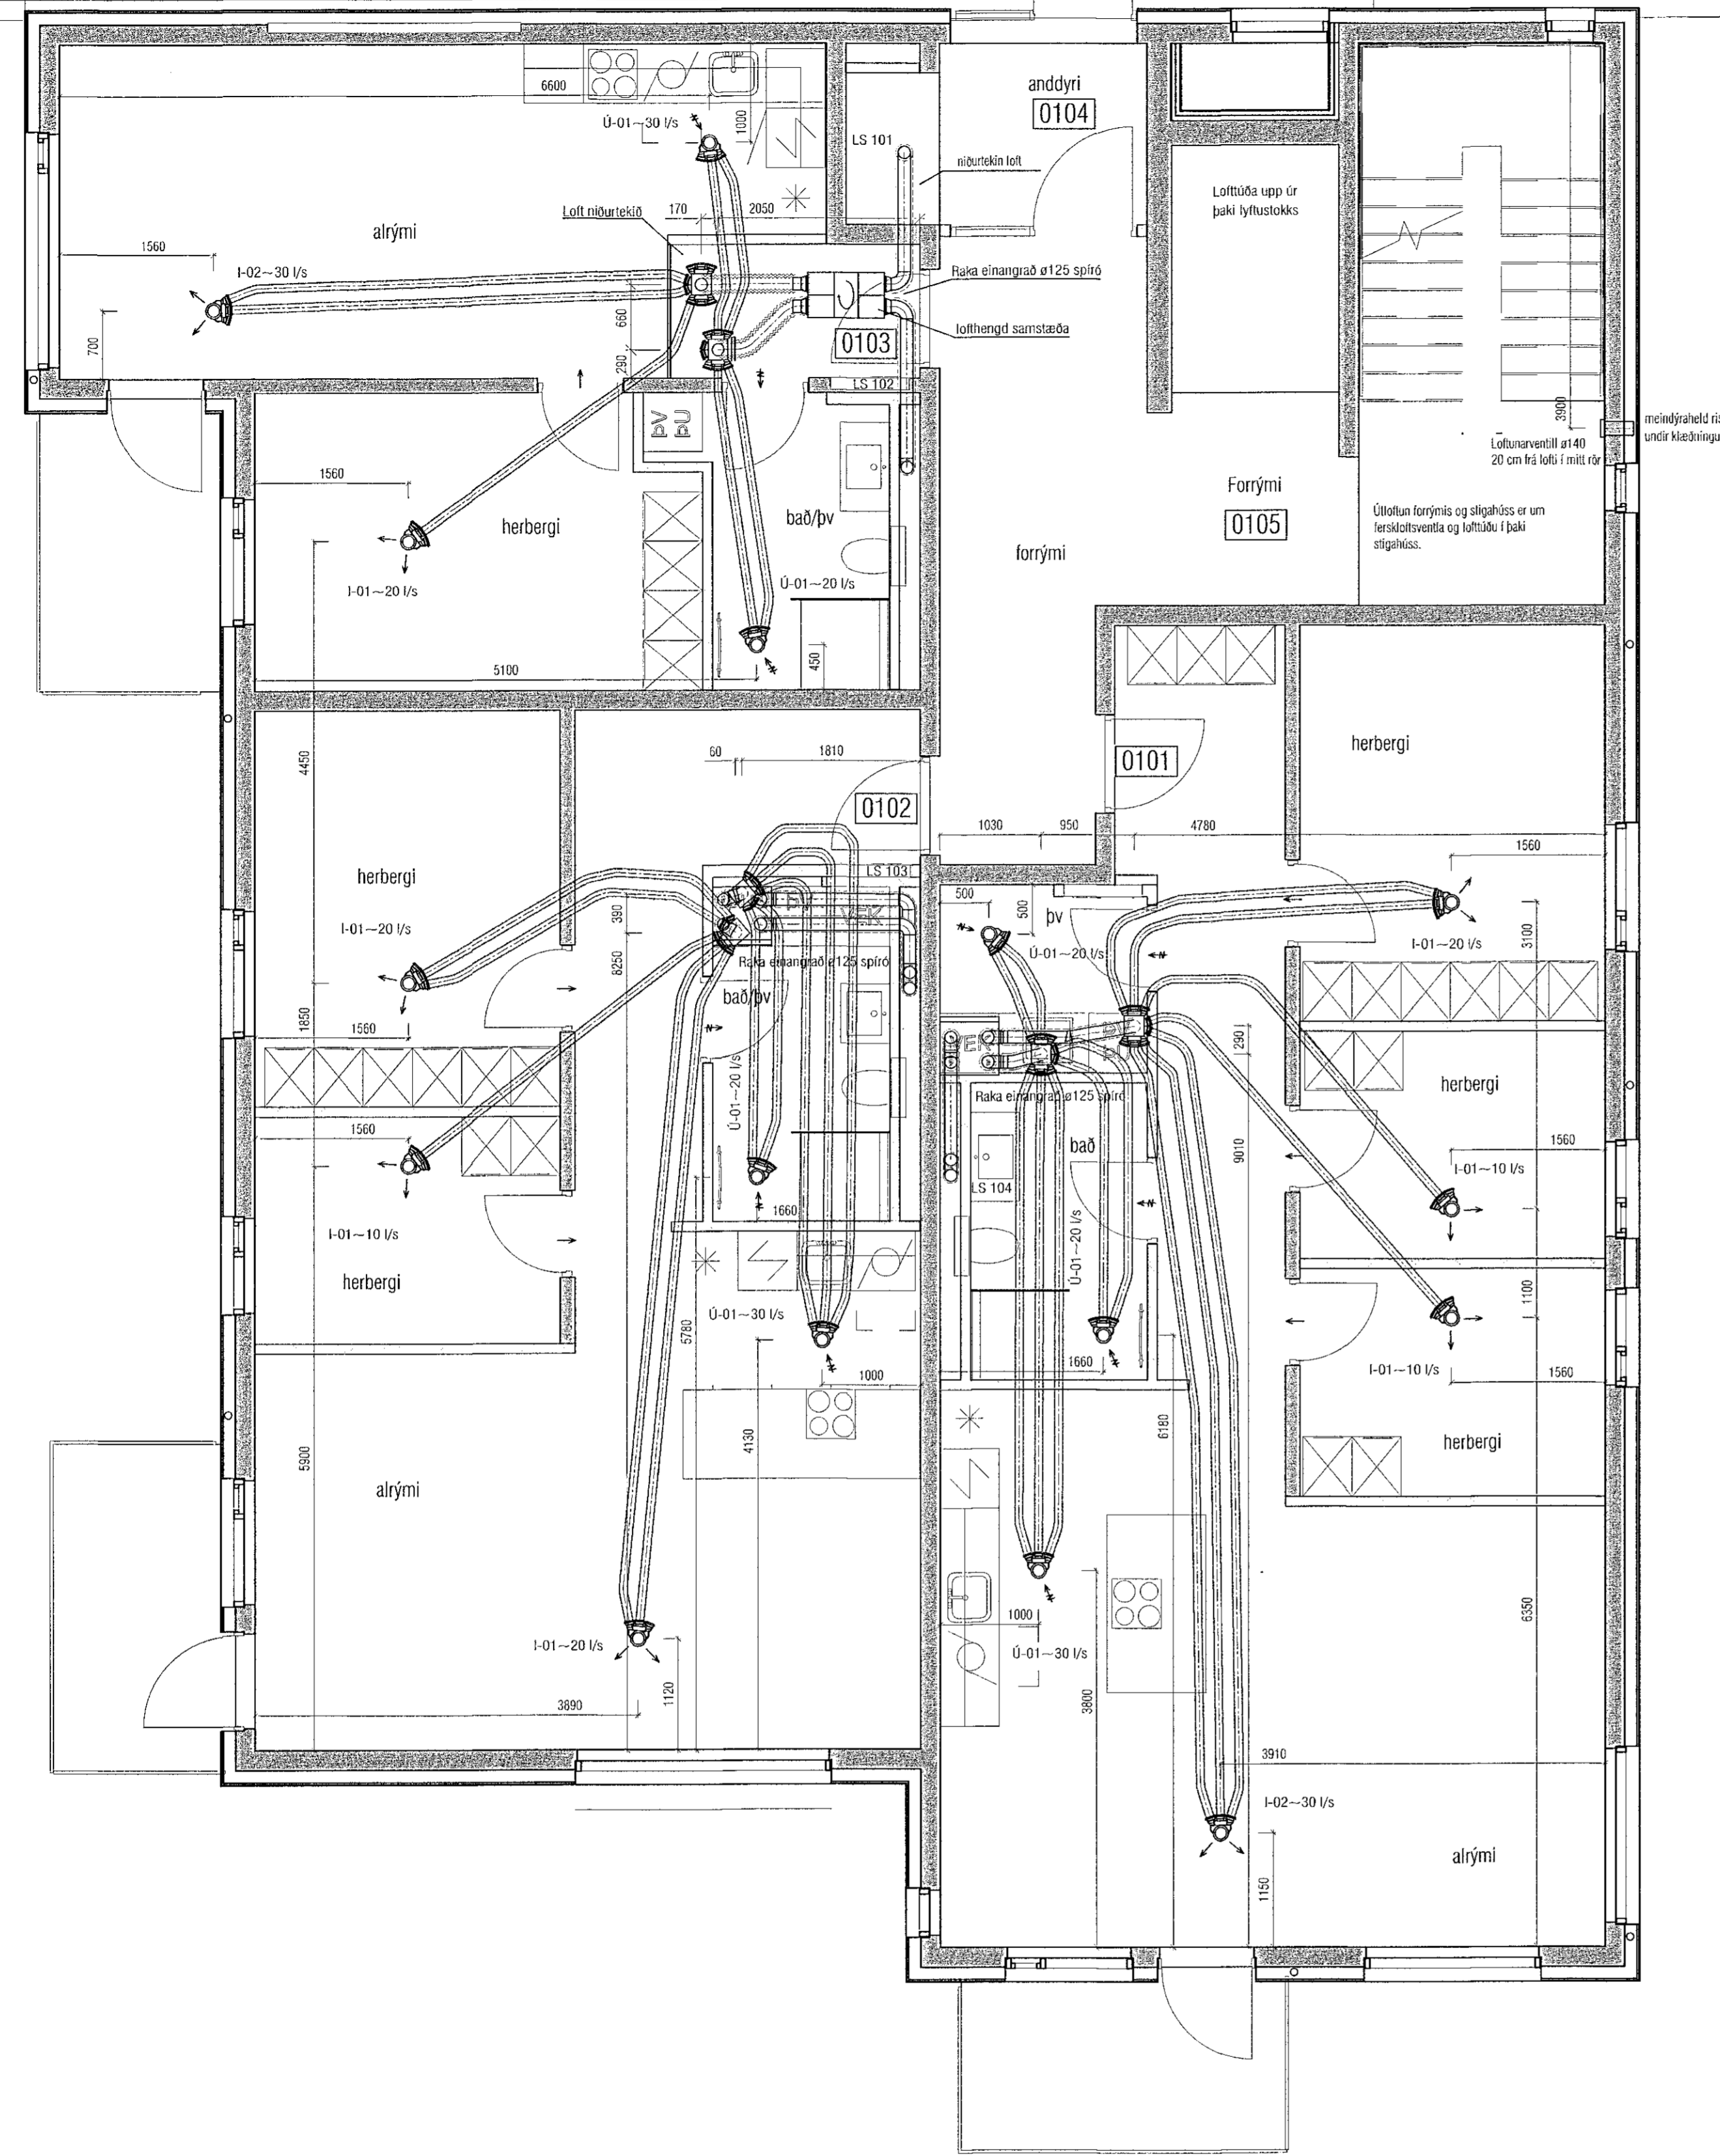 anddyri
0104
6600
Ú-01~30 l/s
1000
LS 101
niðurtekin loft
Lofttúða upp úr
þaki lyftustokks
Loft niðurtekið
170
2050
alrými
1560
I-02~30 l/s
Raka einangrað ø125 spíró
660
lofthengd samstæða
0103
700
290
LS 102
ÞV
ÞU
3900
meindýraheld ris
undir klæðningu
Loftunarventill ø140
20 cm frá lofti í mitt rör
1560
herbergi
bað/þv
Forrými
0105
Útloftun forrýmis og stigahúss er um
ferskloftsventla og lofttúðu í þaki
stigahúss.
forrými
I-01~20 l/s
Ú-01~20 l/s
5100
450
4450
60
1810
herbergi
0101
0102
1030
950
4780
1560
herbergi
LS 103
ÞV
VEK
500
500
þv
I-01~20 l/s
390
8250
Ú-01~20 l/s
I-01~20 l/s
3100
Raka einangrað ø125 spíró
bað/þv
1850
1560
VEK
ÞU
290
herbergi
Ú-01~20 l/s
Raka einangrað ø125 spíró
1560
bað
9010
1560
I-01~10 l/s
LS 104
1660
I-01~10 l/s
herbergi
Ú-01~20 l/s
1100
Ú-01~30 l/s
5780
1000
1660
I-01~10 l/s
1560
4130
6180
herbergi
5900
alrými
6350
I-01~20 l/s
1000
Ú-01~30 l/s
3890
1120
3800
3910
I-02~30 l/s
alrými
1150